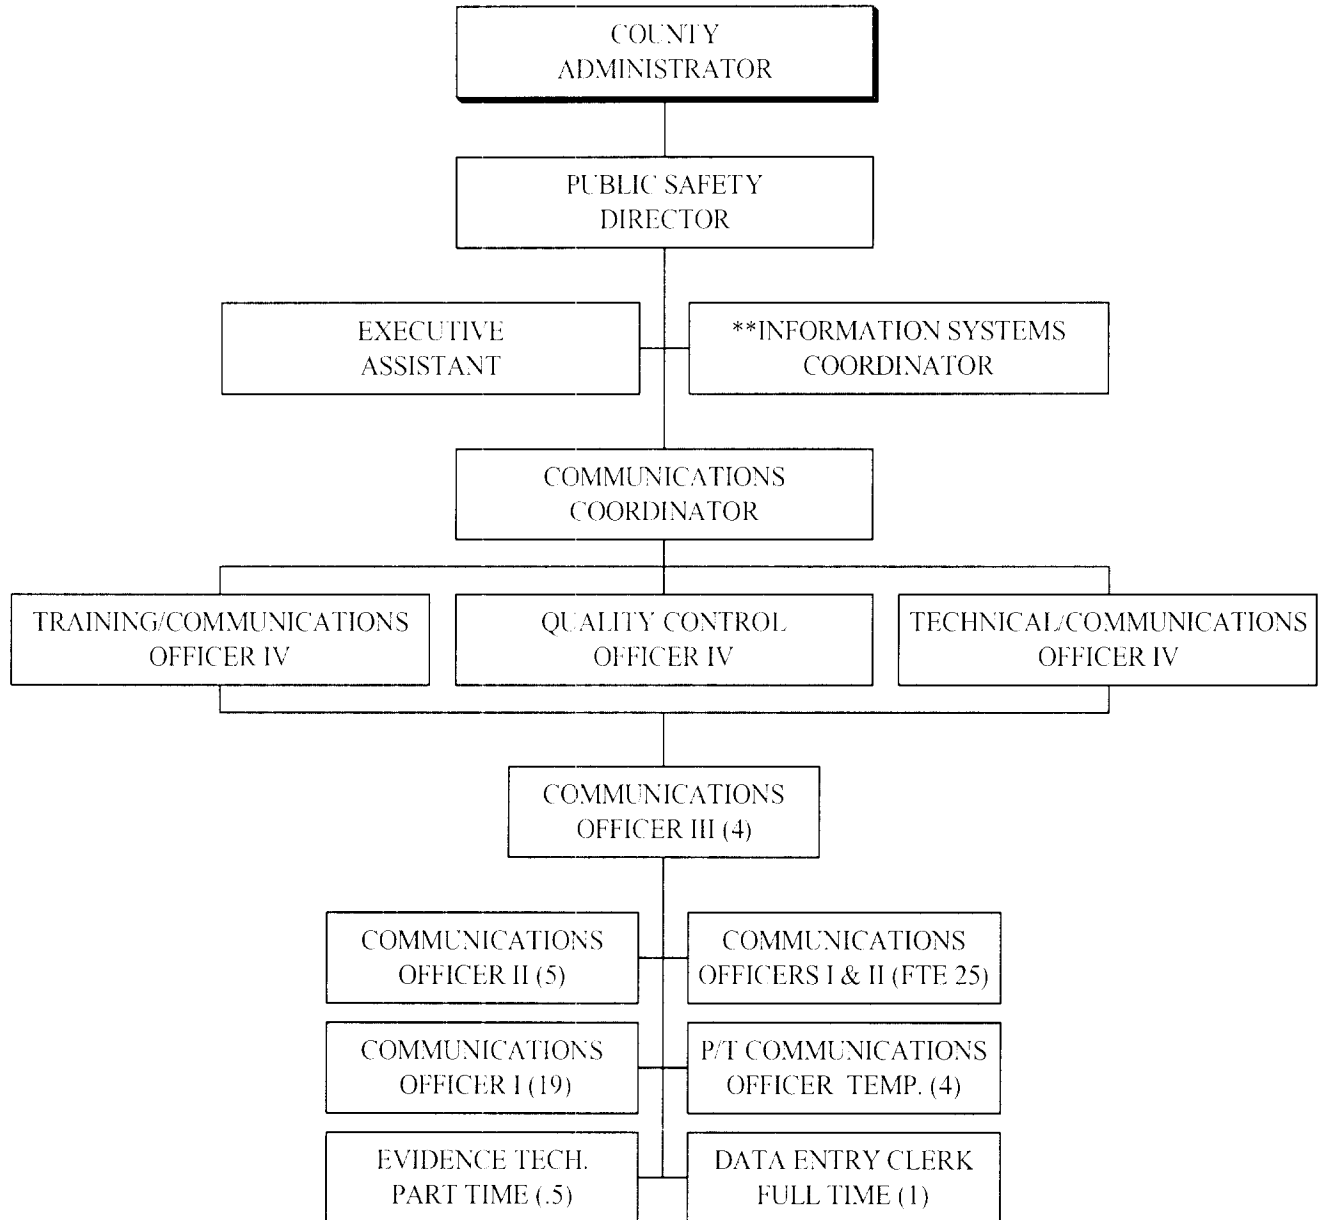 COUNTY
ADMINISTRATOR
PUBLIC SAFETY
DIRECTOR
EXECUTIVE
ASSISTANT
**INFORMATION SYSTEMS
COORDINATOR
COMMUNICATIONS
COORDINATOR
TRAINING/COMMUNICATIONS
OFFICER IV
QUALITY CONTROL
OFFICER IV
TECHNICAL/COMMUNICATIONS
OFFICER IV
COMMUNICATIONS
OFFICER III (4)
COMMUNICATIONS
OFFICER II (5)
COMMUNICATIONS
OFFICERS I & II (FTE 25)
COMMUNICATIONS
OFFICER I (19)
P/T COMMUNICATIONS
OFFICER TEMP. (4)
EVIDENCE TECH.
PART TIME (.5)
DATA ENTRY CLERK
FULL TIME (1)